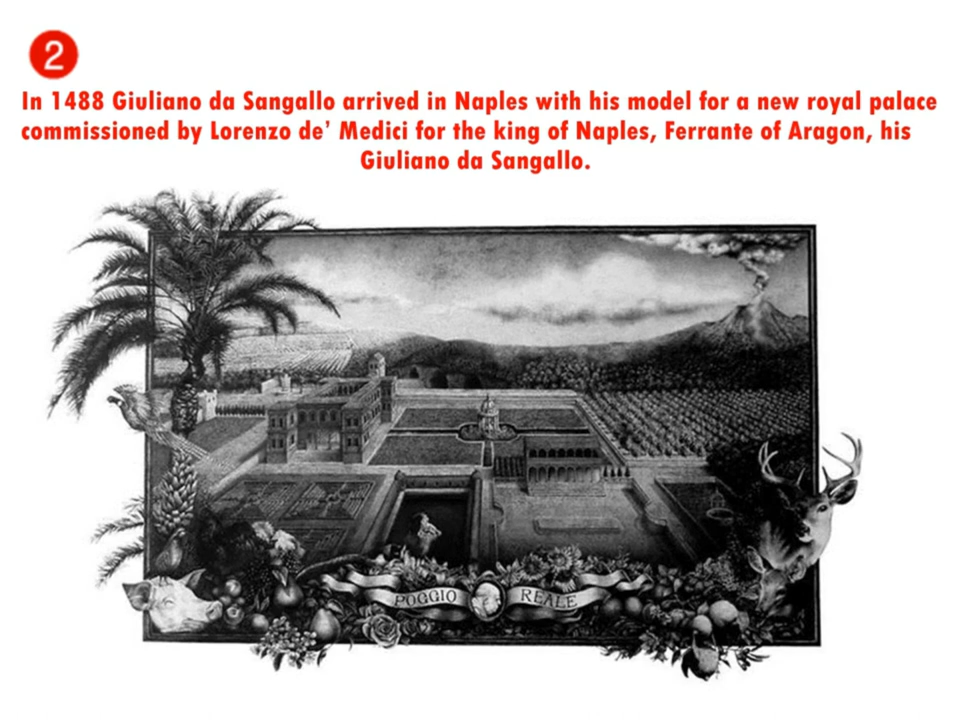 2
In 1488 Giuliano da Sangallo arrived in Naples with his model for a new royal palace
commissioned by Lorenzo de’ Medici for the king of Naples, Ferrante of Aragon, his
Giuliano da Sangallo.
POGGIO REALE